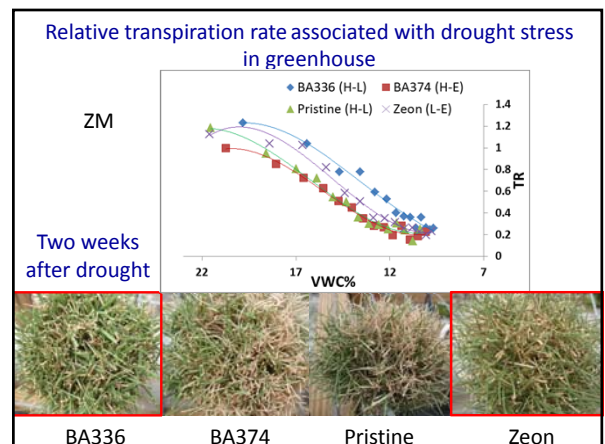 Relative transpiration rate associated with drought stress
in greenhouse
ZM
BA336 (H-L) BA374 (H-E)
Pristine (H-L) Zeon (L-E)
1.4
1.2
1
0.8
0.6
0.4
0.2
0
TR
22 17 12 7
VWC%
Two weeks
after drought
BA336 BA374 Pristine Zeon